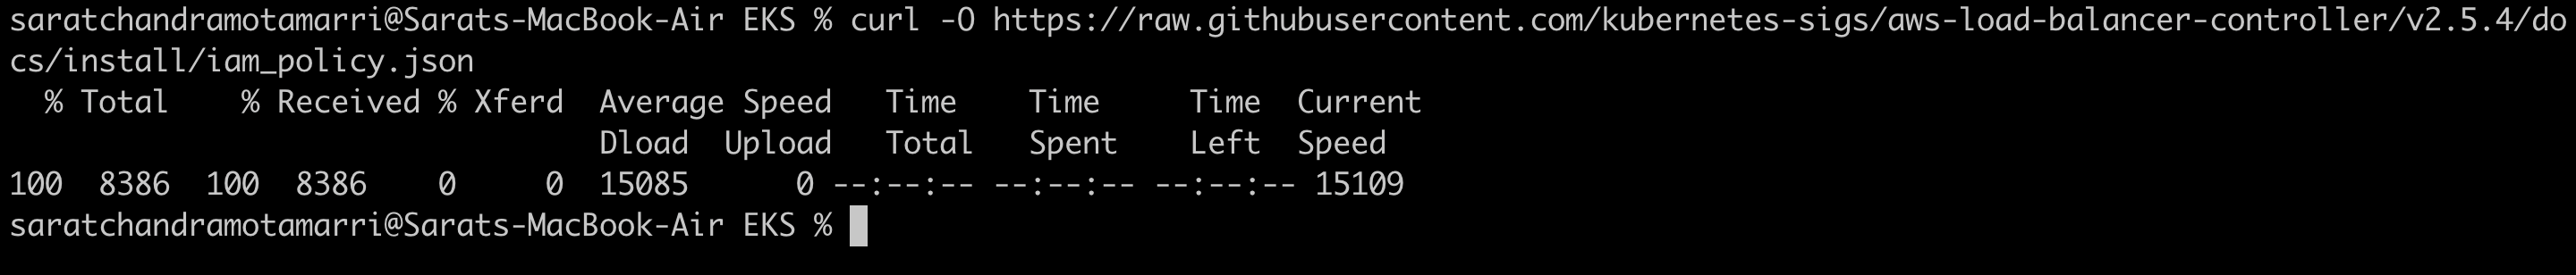 saratchandramotamarri@Sarats-MacBook-Air EKS % curl -O https://raw.githubusercontent.com/kubernetes-sigs/aws-load-balancer-controller/v2.5.4/do
cs/install/iam_policy.json
  % Total    % Received % Xferd  Average Speed   Time    Time     Time  Current
                                 Dload  Upload   Total   Spent    Left  Speed
100  8386  100  8386    0     0  15085      0 --:--:-- --:--:-- --:--:-- 15109
saratchandramotamarri@Sarats-MacBook-Air EKS %